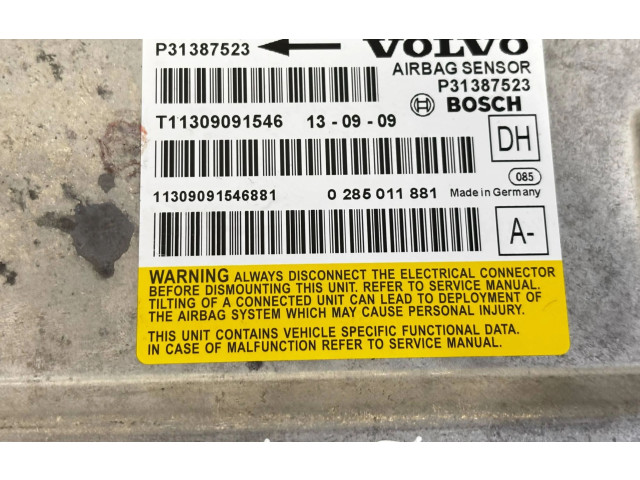 P31387523 VOLVO
AIRBAG SENSOR
P31387523
BOSCH
T11309091546 13 - 09 - 09
DH
085
11309091546881 0 285 011 881 Made in Germany
A-
WARNING ALWAYS DISCONNECT THE ELECTRICAL CONNECTOR
BEFORE DISMOUNTING THIS UNIT. REFER TO SERVICE MANUAL.
TILTING OF A CONNECTED UNIT CAN LEAD TO DEPLOYMENT OF
THE AIRBAG SYSTEM WHICH MAY CAUSE PERSONAL INJURY.
THIS UNIT CONTAINS VEHICLE SPECIFIC FUNCTIONAL DATA.
IN CASE OF MALFUNCTION REFER TO SERVICE MANUAL.